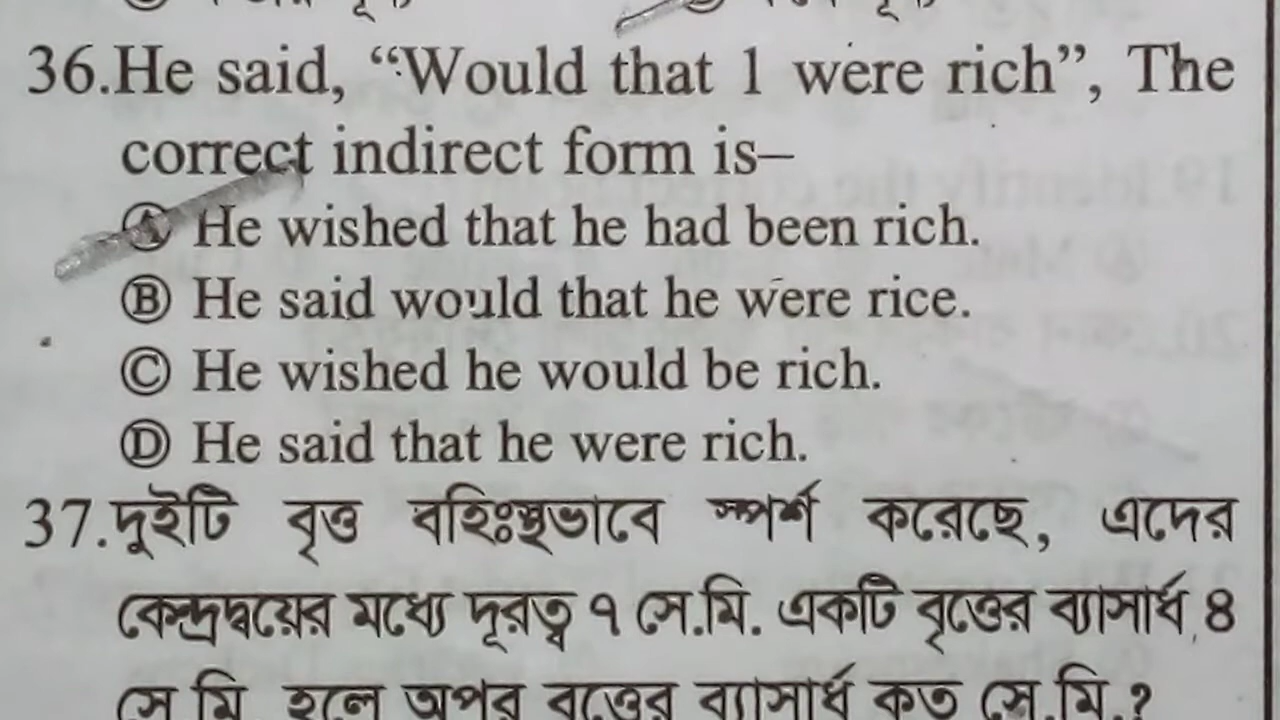 36.He said, “Would that 1 were rich”, The
correct indirect form is–
Ⓐ He wished that he had been rich.
Ⓑ He said would that he were rice.
Ⓒ He wished he would be rich.
Ⓓ He said that he were rich.
37.দুইটি বৃত্ত বহিঃস্থভাবে স্পর্শ করেছে, এদের
কেন্দ্রদ্বয়ের মধ্যে দূরত্ব ৭ সে.মি. একটি বৃত্তের ব্যাসার্ধ ৪
সে মি. হলে অপর বৃত্তের ব্যাসার্ধ কত সে.মি.?